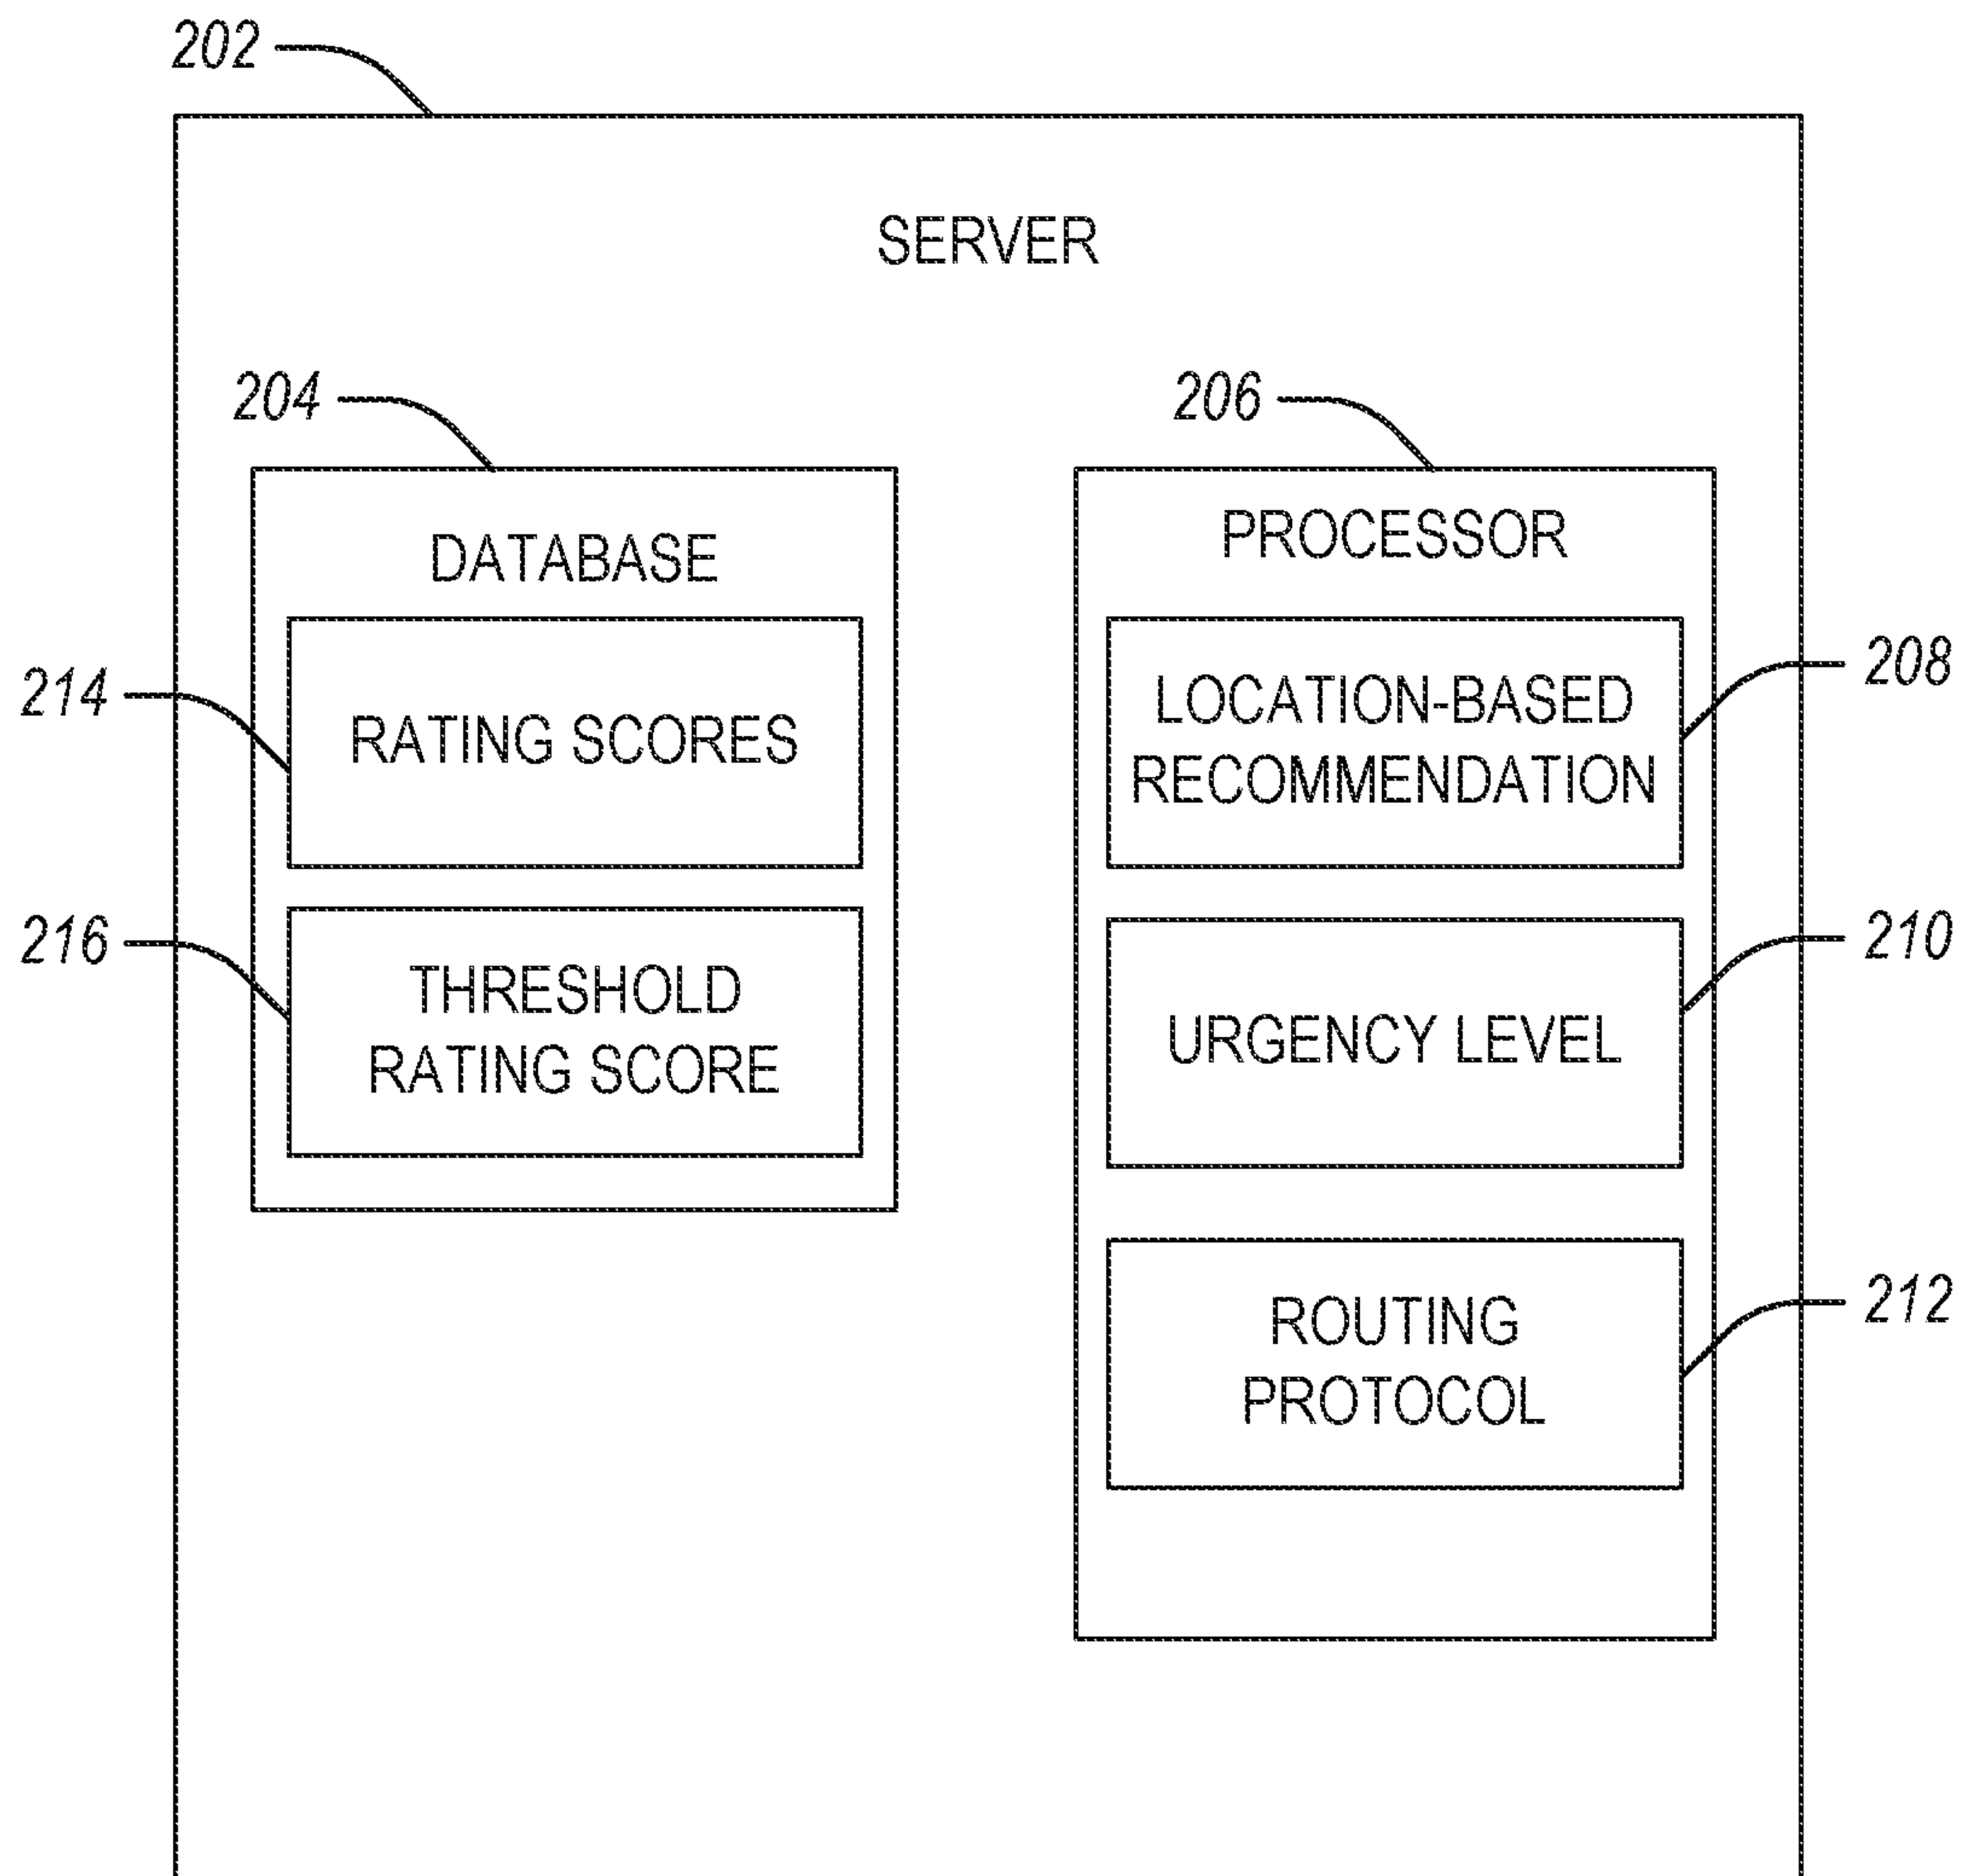 202
SERVER
204
206
DATABASE
PROCESSOR
214
RATING SCORES
LOCATION-BASED
RECOMMENDATION
208
216
THRESHOLD
RATING SCORE
URGENCY LEVEL
210
ROUTING
PROTOCOL
212